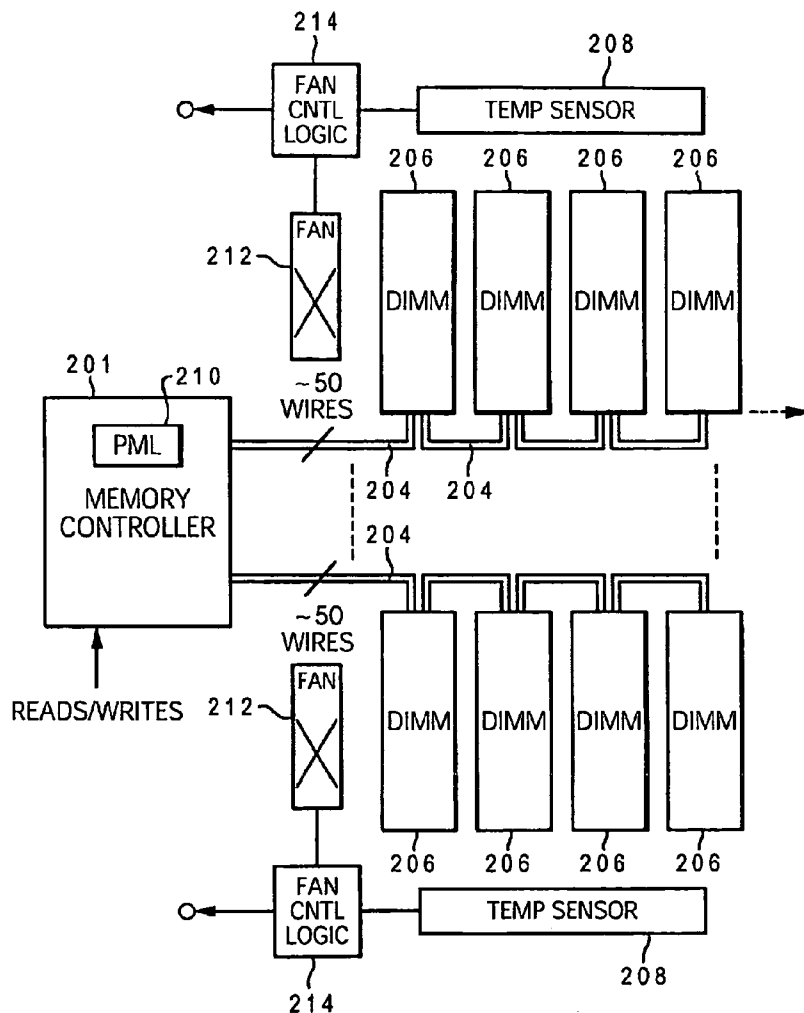 214
208
FAN
CNTL
LOGIC
TEMP SENSOR
206 206 206 206
FAN
212
DIMM DIMM DIMM DIMM
201 210
~50
WIRES
PML
MEMORY
CONTROLLER
204 204
204
~50
WIRES
READS/WRITES
FAN
212
DIMM DIMM DIMM DIMM
206 206 206 206
FAN
CNTL
LOGIC
TEMP SENSOR
208
214